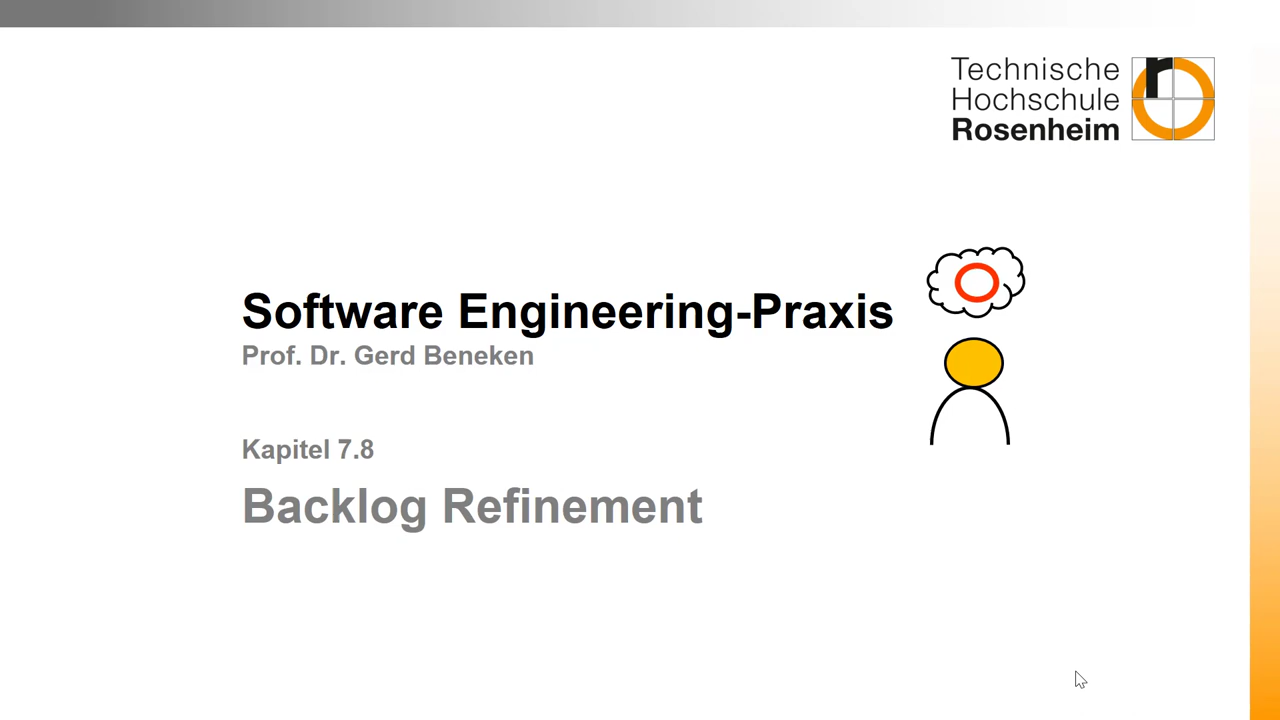 Technische
Hochschule
Rosenheim
Software Engineering-Praxis
Prof. Dr. Gerd Beneken
Kapitel 7.8
Backlog Refinement